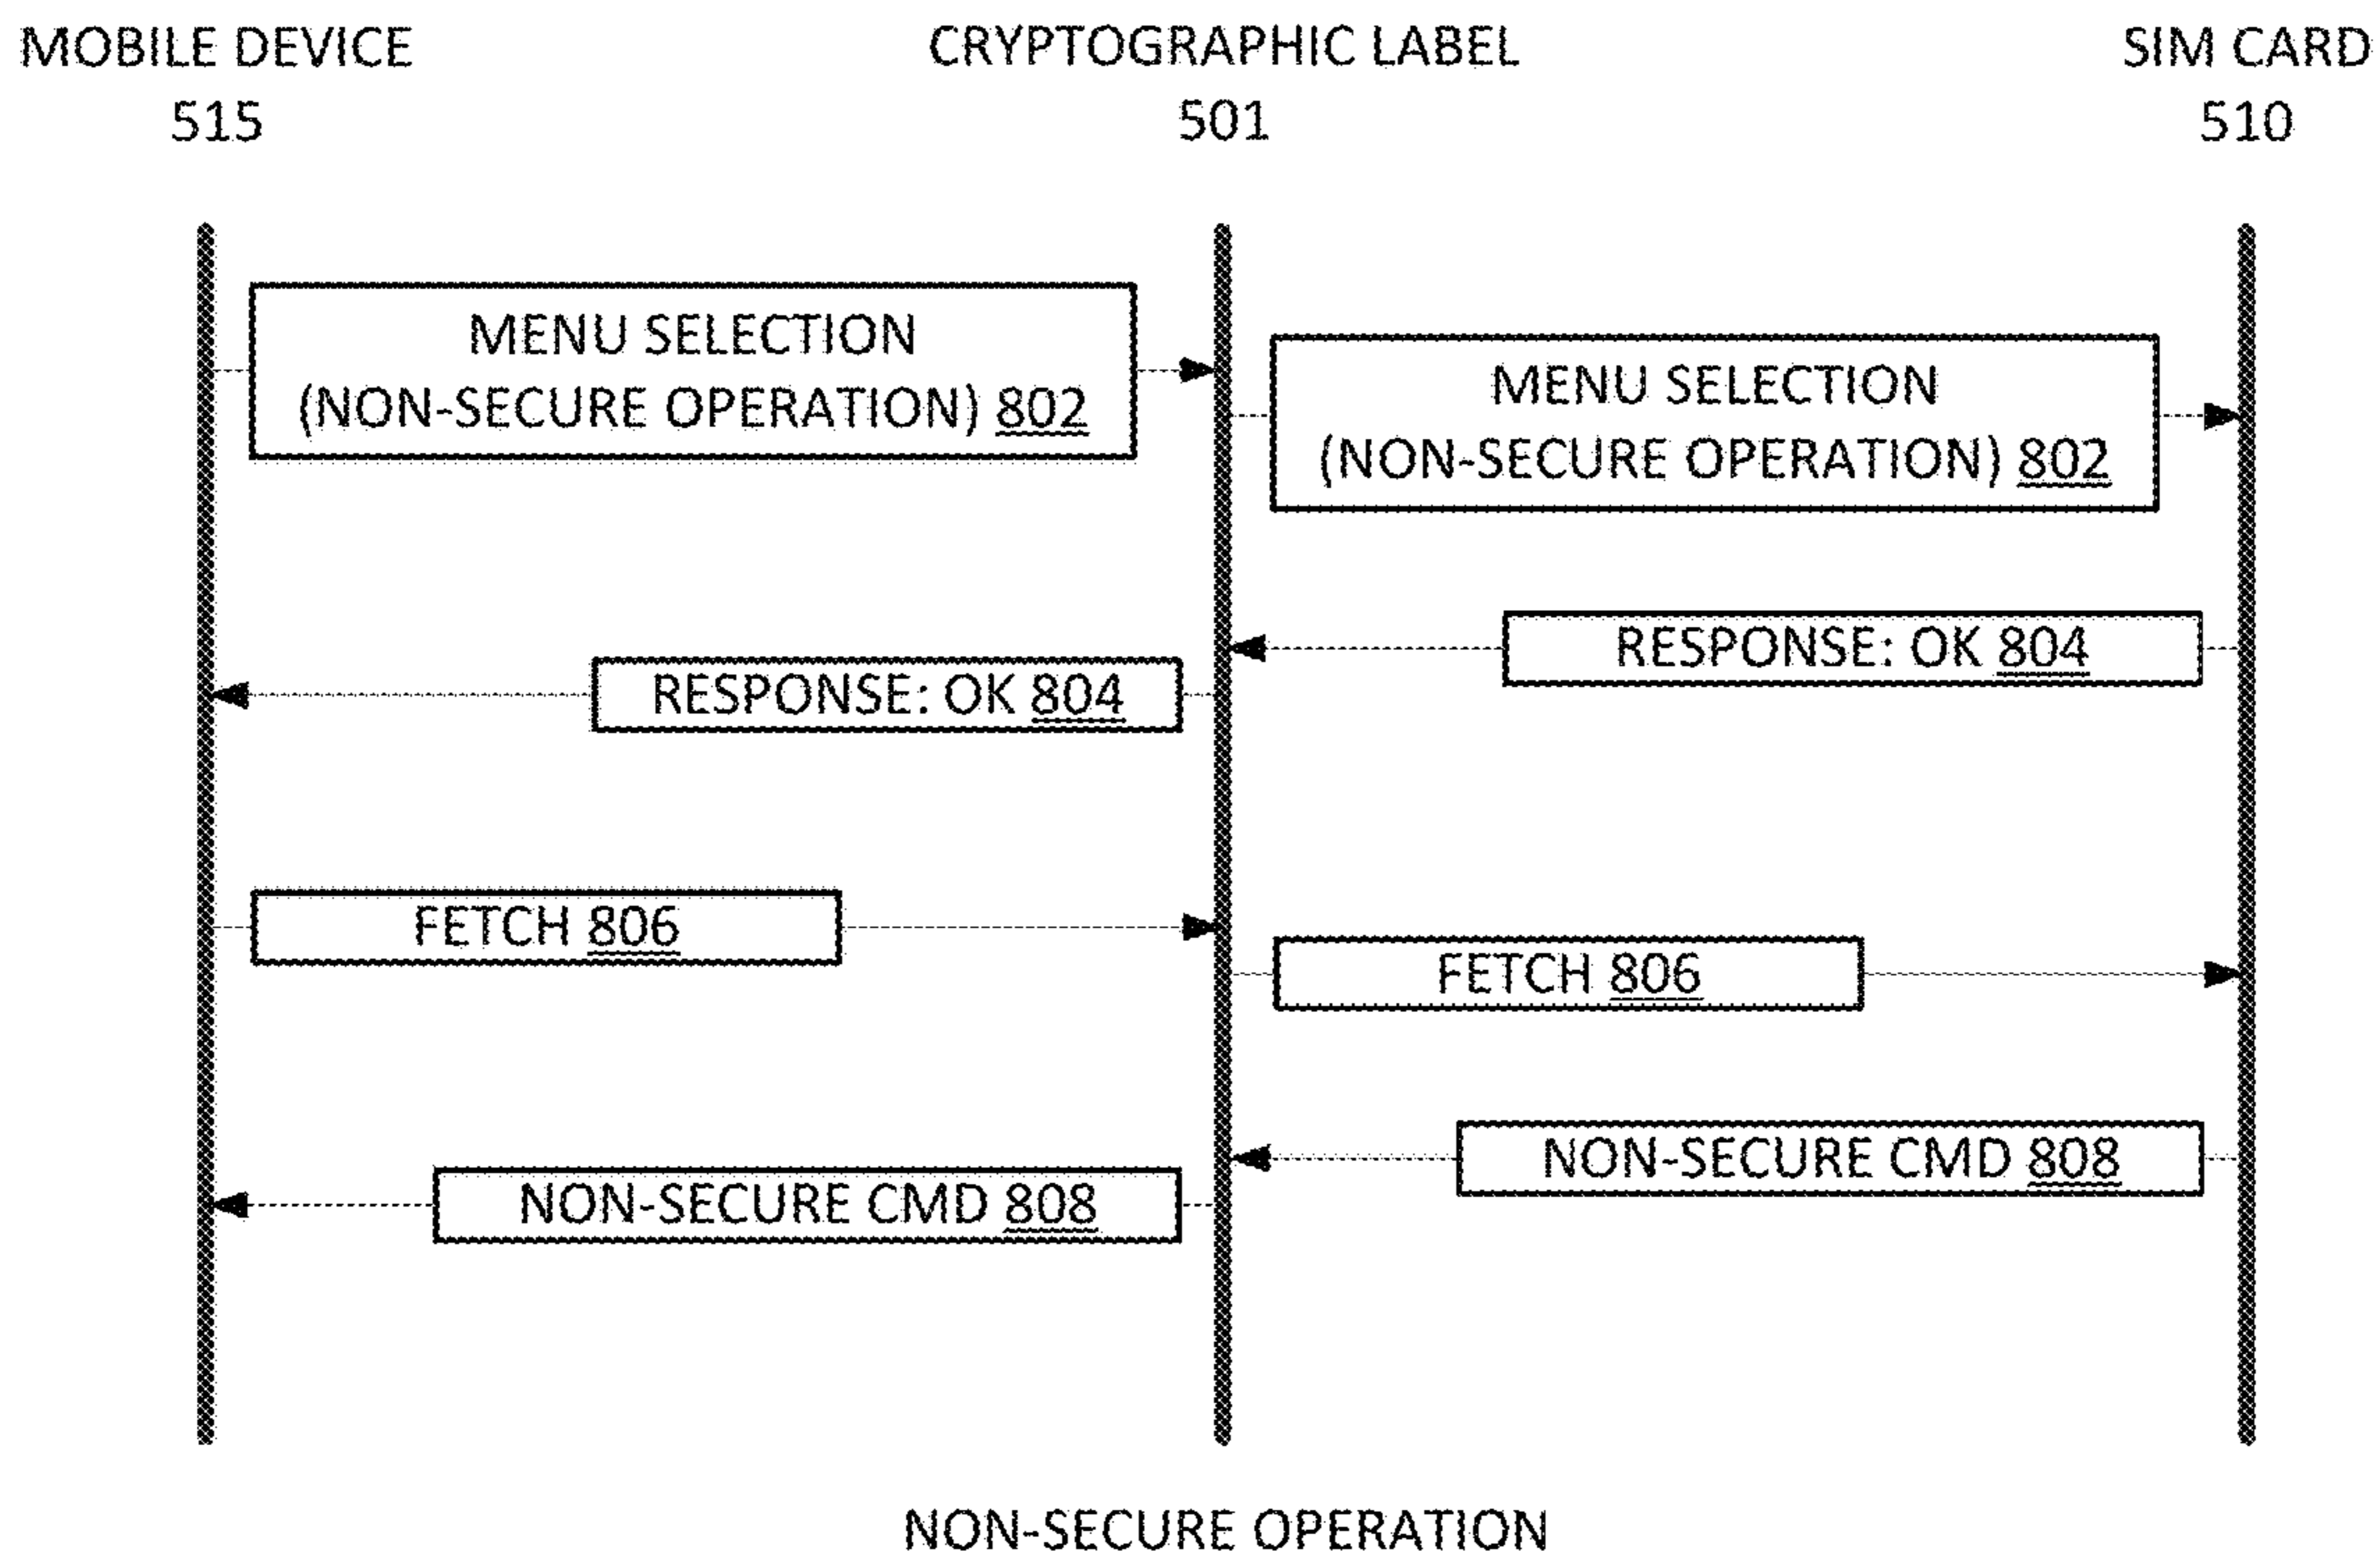 MOBILE DEVICE
515
CRYPTOGRAPHIC LABEL
501
SIM CARD
510
MENU SELECTION
(NON-SECURE OPERATION) 802
MENU SELECTION
(NON-SECURE OPERATION) 802
RESPONSE: OK 804
RESPONSE: OK 804
FETCH 806
FETCH 806
NON-SECURE CMD 808
NON-SECURE CMD 808
NON-SECURE OPERATION